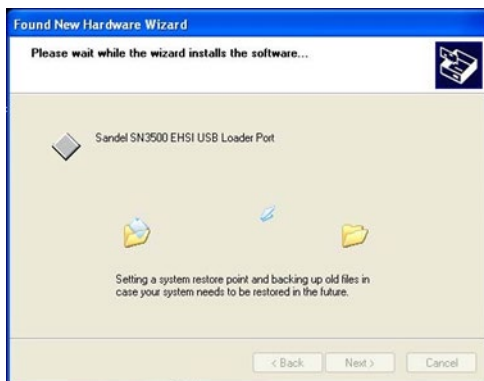 Found New Hardware Wizard
Please wait while the wizard installs the software...
Sandel SN3500 EHSI USB Loader Port
Setting a system restore point and backing up old files in
case your system needs to be restored in the future.
< Back Next > Cancel